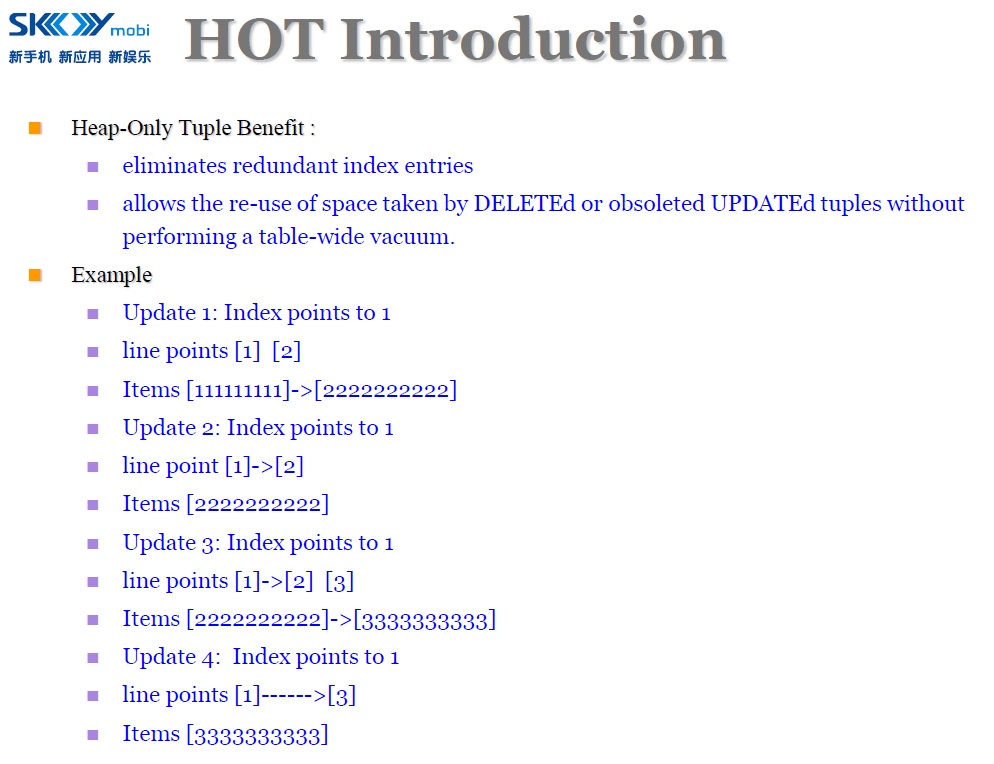 SKYmobi
新手机 新应用 新娱乐
HOT Introduction
Heap-Only Tuple Benefit :
eliminates redundant index entries
allows the re-use of space taken by DELETEd or obsoleted UPDATEd tuples without
performing a table-wide vacuum.
Example
Update 1: Index points to 1
line points [1]  [2]
Items [111111111]->[2222222222]
Update 2: Index points to 1
line point [1]->[2]
Items [2222222222]
Update 3: Index points to 1
line points [1]->[2]  [3]
Items [2222222222]->[3333333333]
Update 4:  Index points to 1
line points [1]------>[3]
Items [3333333333]